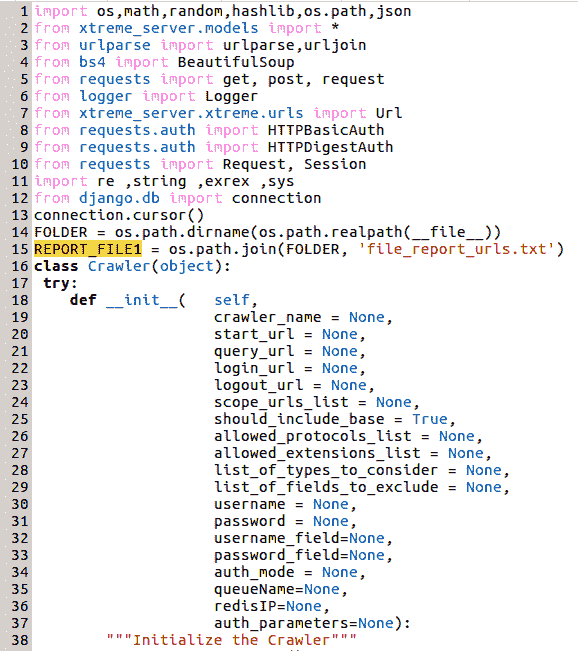 1 import os,math,random,hashlib,os.path,json
2 from xtreme_server.models import *
3 from urlparse import urlparse,urljoin
4 from bs4 import BeautifulSoup
5 from requests import get, post, request
6 from logger import Logger
7 from xtreme_server.xtreme.urls import Url
8 from requests.auth import HTTPBasicAuth
9 from requests.auth import HTTPDigestAuth
10 from requests import Request, Session
11 import re ,string ,exrex ,sys
12 from django.db import connection
13 connection.cursor()
14 FOLDER = os.path.dirname(os.path.realpath(__file__))
15 REPORT_FILE1 = os.path.join(FOLDER, 'file_report_urls.txt')
16 class Crawler(object):
17  try:
18     def __init__(   self,
19                     crawler_name = None,
20                     start_url = None,
21                     query_url = None,
22                     login_url = None,
23                     logout_url = None,
24                     scope_urls_list = None,
25                     should_include_base = True,
26                     allowed_protocols_list = None,
27                     allowed_extensions_list = None,
28                     list_of_types_to_consider = None,
29                     list_of_fields_to_exclude = None,
30                     username = None,
31                     password = None,
32                     username_field=None,
33                     password_field=None,
34                     auth_mode = None,
35                     queueName=None,
36                     redisIP=None,
37                     auth_parameters=None):
38         """Initialize the Crawler"""